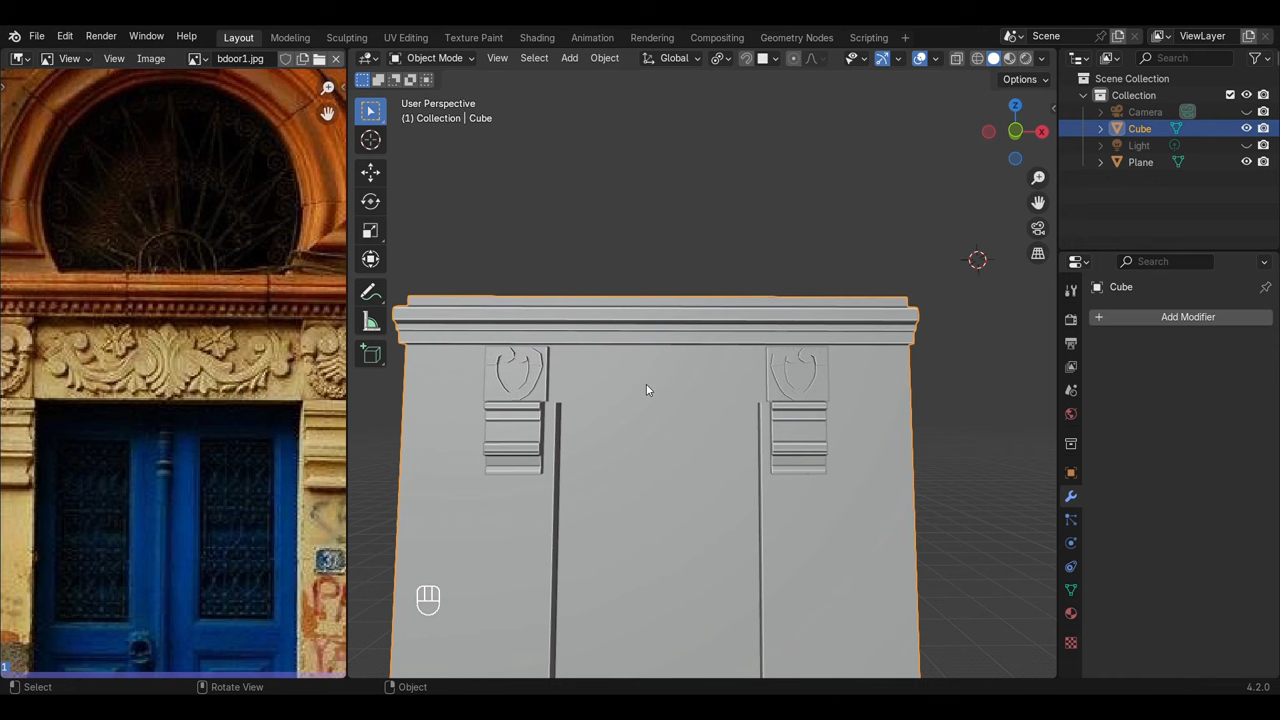 File Edit Render Window Help
Layout Modeling Sculpting UV Editing Texture Paint Shading Animation Rendering Compositing Geometry Nodes Scripting +
Scene
ViewLayer
View View Image bdoor1.jpg
Object Mode View Select Add Object Global
Search
Options
User Perspective
(1) Collection | Cube
Z
X
Scene Collection
Collection
Camera
Cube
Light
Plane
Search
Cube
+ Add Modifier
37
1
Select Rotate View Object 4.2.0